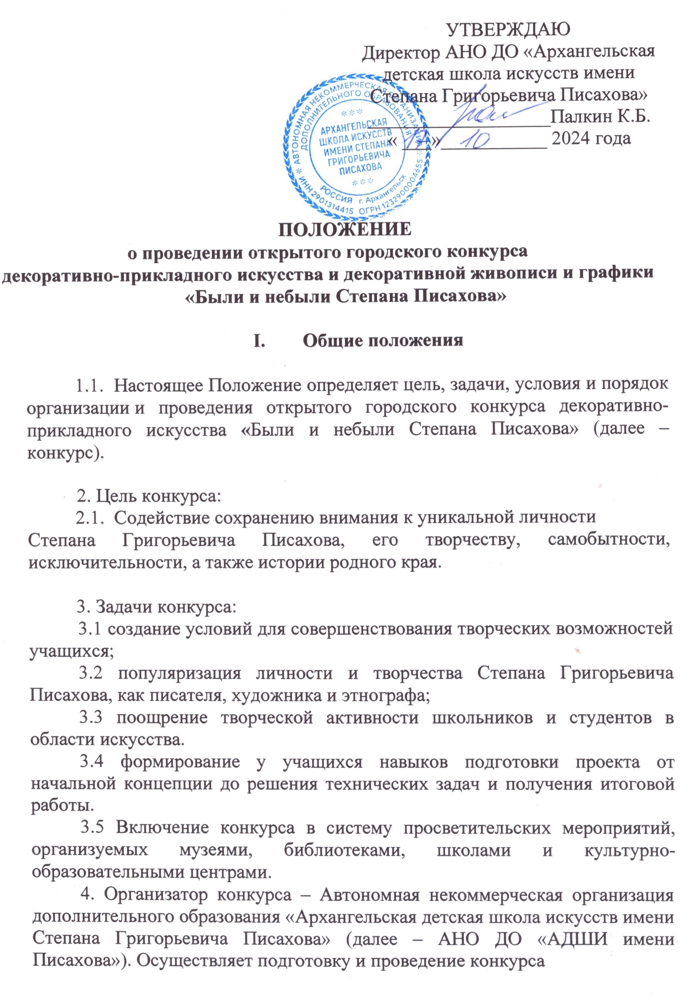 УТВЕРЖДАЮ
Директор АНО ДО «Архангельская
детская школа искусств имени
Степана Григорьевича Писахова»
Палкин К.Б.
« 17 » 10 2024 года
АВТОНОМНАЯ НЕКОММЕРЧЕСКАЯ ОРГАНИЗАЦИЯ
ДОПОЛНИТЕЛЬНОГО ОБРАЗОВАНИЯ
АРХАНГЕЛЬСКАЯ
ШКОЛА ИСКУССТВ
ИМЕНИ СТЕПАНА
ГРИГОРЬЕВИЧА
ПИСАХОВА
РОССИЯ г. Архангельск
ИНН 2901314415 ОГРН 1232900004655
ПОЛОЖЕНИЕ
о проведении открытого городского конкурса
декоративно-прикладного искусства и декоративной живописи и графики
«Были и небыли Степана Писахова»
I. Общие положения
1.1. Настоящее Положение определяет цель, задачи, условия и порядок
организации и проведения открытого городского конкурса декоративно-
прикладного искусства «Были и небыли Степана Писахова» (далее –
конкурс).
2. Цель конкурса:
2.1. Содействие сохранению внимания к уникальной личности
Степана Григорьевича Писахова, его творчеству, самобытности,
исключительности, а также истории родного края.
3. Задачи конкурса:
3.1 создание условий для совершенствования творческих возможностей
учащихся;
3.2 популяризация личности и творчества Степана Григорьевича
Писахова, как писателя, художника и этнографа;
3.3 поощрение творческой активности школьников и студентов в
области искусства.
3.4 формирование у учащихся навыков подготовки проекта от
начальной концепции до решения технических задач и получения итоговой
работы.
3.5 Включение конкурса в систему просветительских мероприятий,
организуемых музеями, библиотеками, школами и культурно-
образовательными центрами.
4. Организатор конкурса – Автономная некоммерческая организация
дополнительного образования «Архангельская детская школа искусств имени
Степана Григорьевича Писахова» (далее – АНО ДО «АДШИ имени
Писахова»). Осуществляет подготовку и проведение конкурса